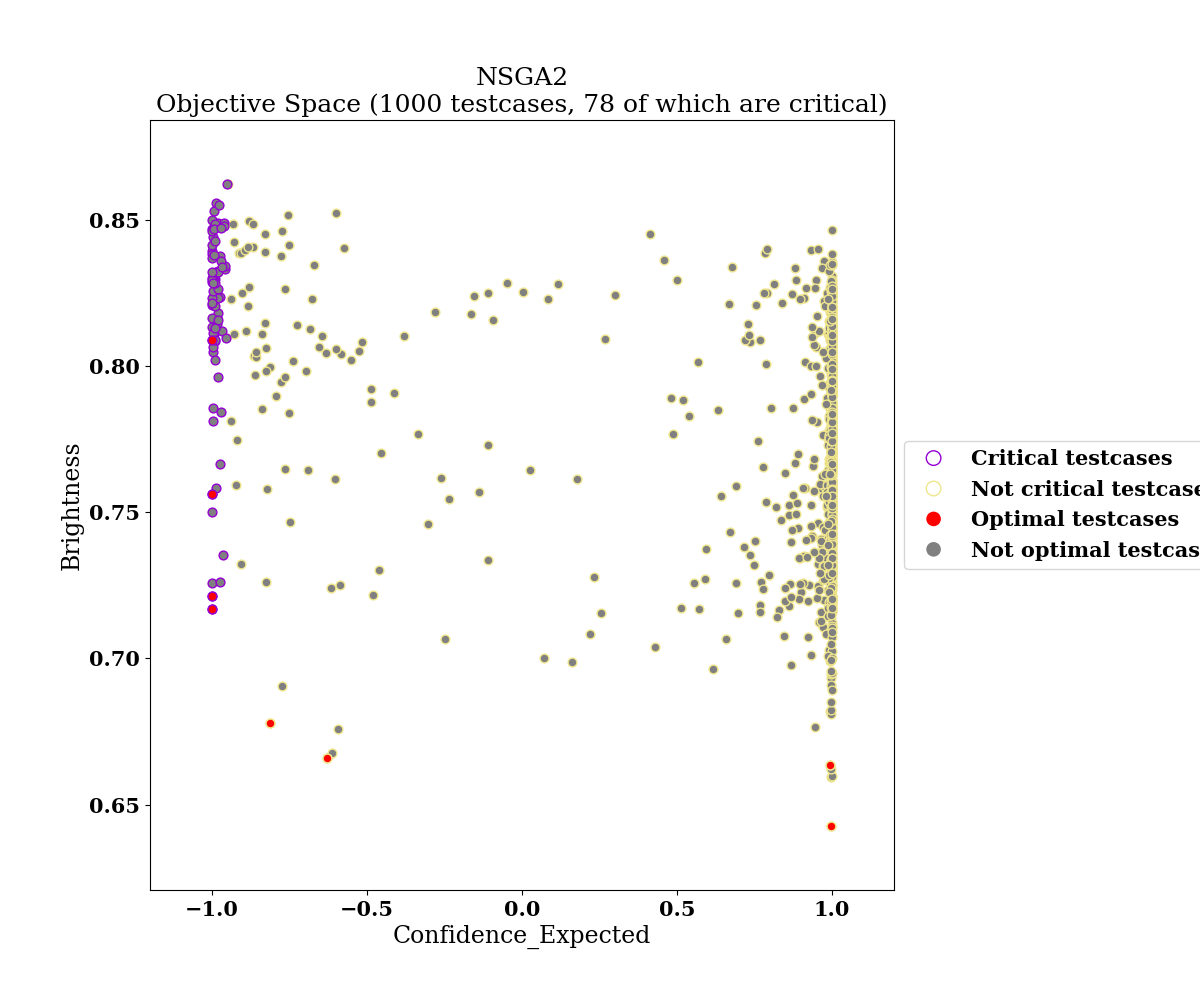 NSGA2
Objective Space (1000 testcases, 78 of which are critical)
0.85
0.80
0.75
0.70
0.65
Brightness
−1.0
−0.5
0.0
0.5
1.0
Confidence_Expected
Critical testcases
Not critical testcase
Optimal testcases
Not optimal testcas